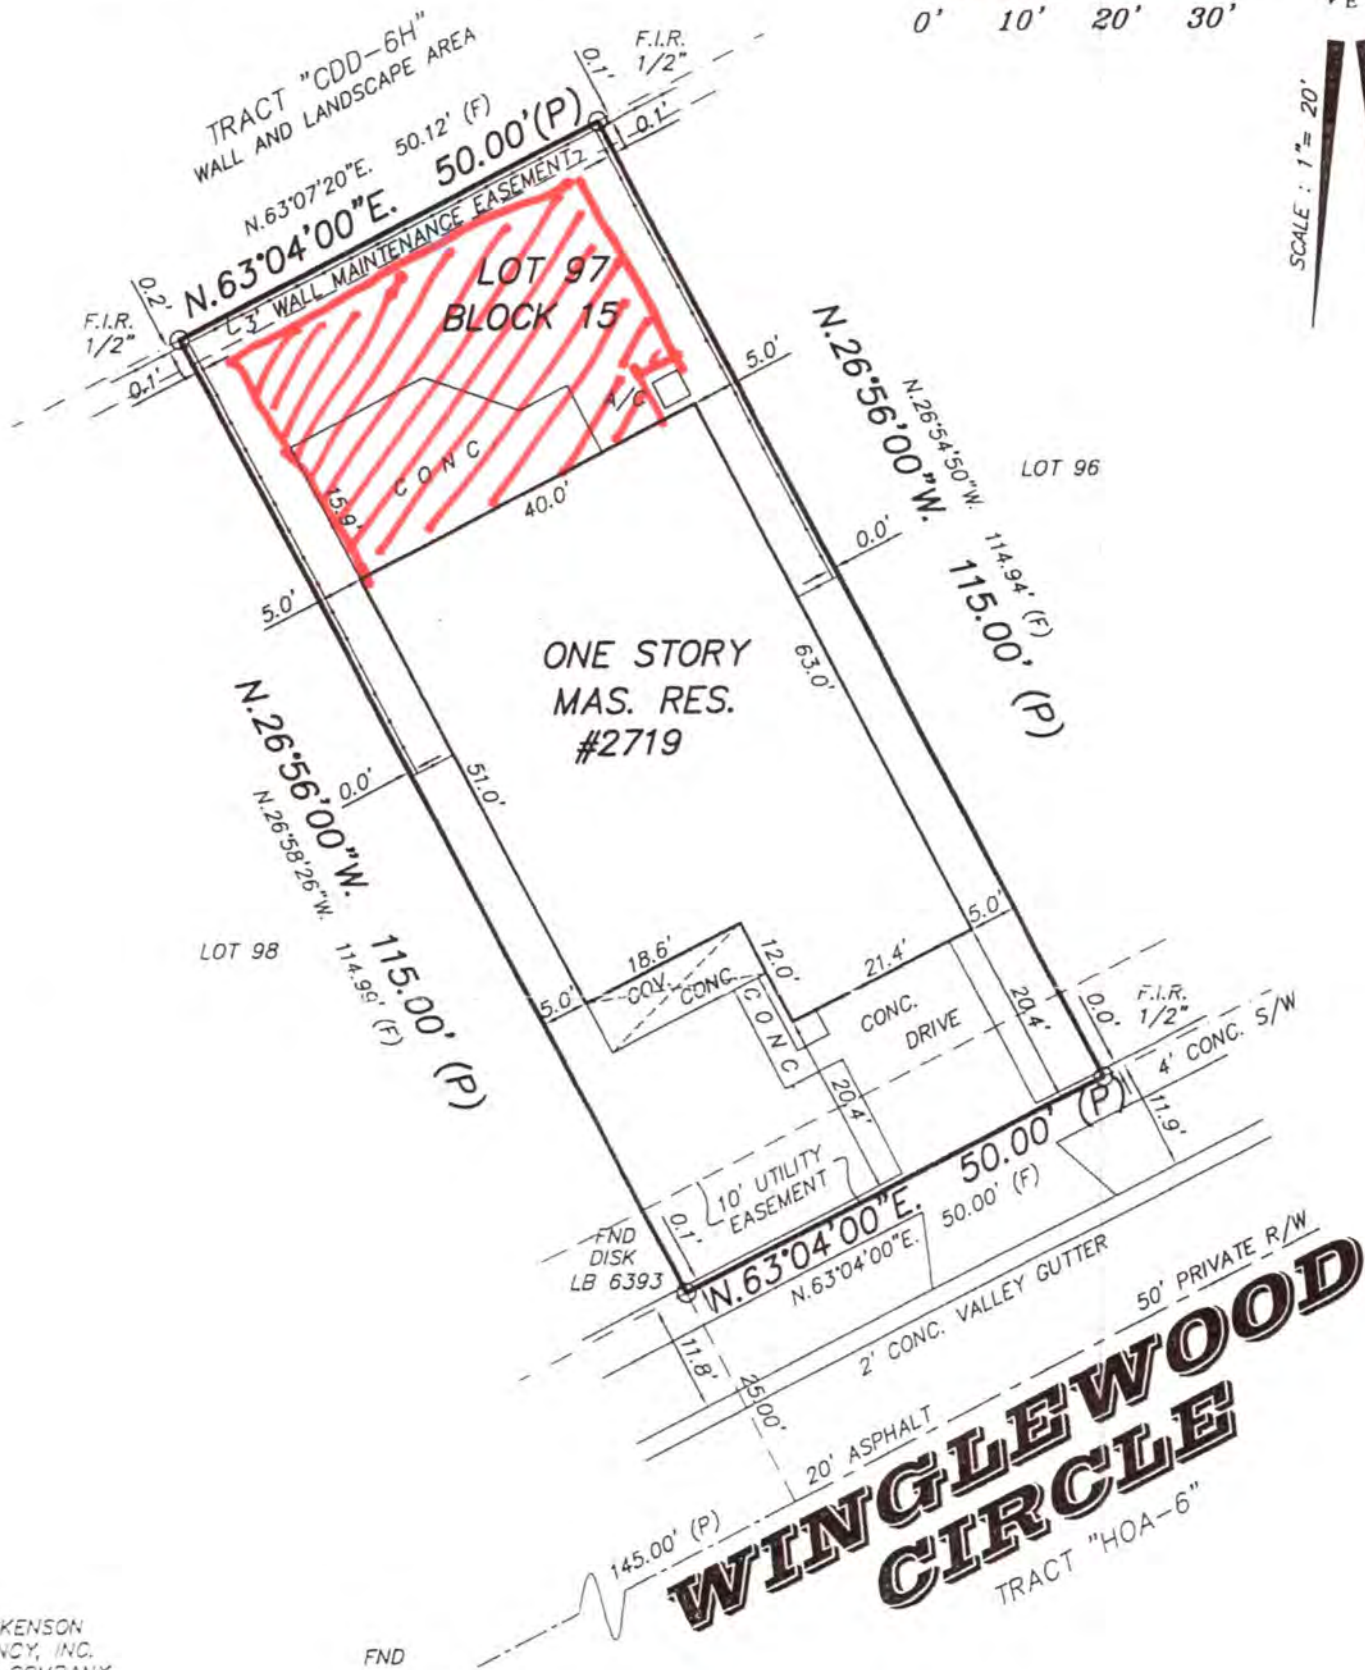 0' 10' 20' 30'
SCALE : 1"= 20'
TRACT "CDD-6H"
WALL AND LANDSCAPE AREA
F.I.R.
1/2"
0.1'
0.1'
N.63°07'20"E. 50.12' (F)
N.63°04'00"E. 50.00'(P)
3' WALL MAINTENANCE EASEMENT
0.2'
F.I.R.
1/2"
0.1'
LOT 97
BLOCK 15
A/C
5.0'
CONC
15.9'
40.0'
5.0'
N.26°56'00"W. 115.00' (P)
N.26°54'50"W. 114.94' (F)
LOT 96
0.0'
63.0'
ONE STORY
MAS. RES.
#2719
51.0'
0.0'
N.26°56'00"W. 115.00' (P)
N.26°58'26"W. 114.99' (F)
LOT 98
5.0'
18.6'
COV. CONC.
12.0'
CONC
21.4'
5.0'
CONC.
DRIVE
20.4'
20.4'
0.0'
F.I.R.
1/2"
4' CONC. S/W
11.9'
10' UTILITY
EASEMENT
0.1'
FND
DISK
LB 6393
N.63°04'00"E. 50.00' (P)
N.63°04'00"E. 50.00' (F)
11.8'
25.00'
2' CONC. VALLEY GUTTER
50' PRIVATE R/W
20' ASPHALT
145.00' (P)
WINGLEWOOD
CIRCLE
TRACT "HOA-6"
KENSON
NCY, INC.
FND